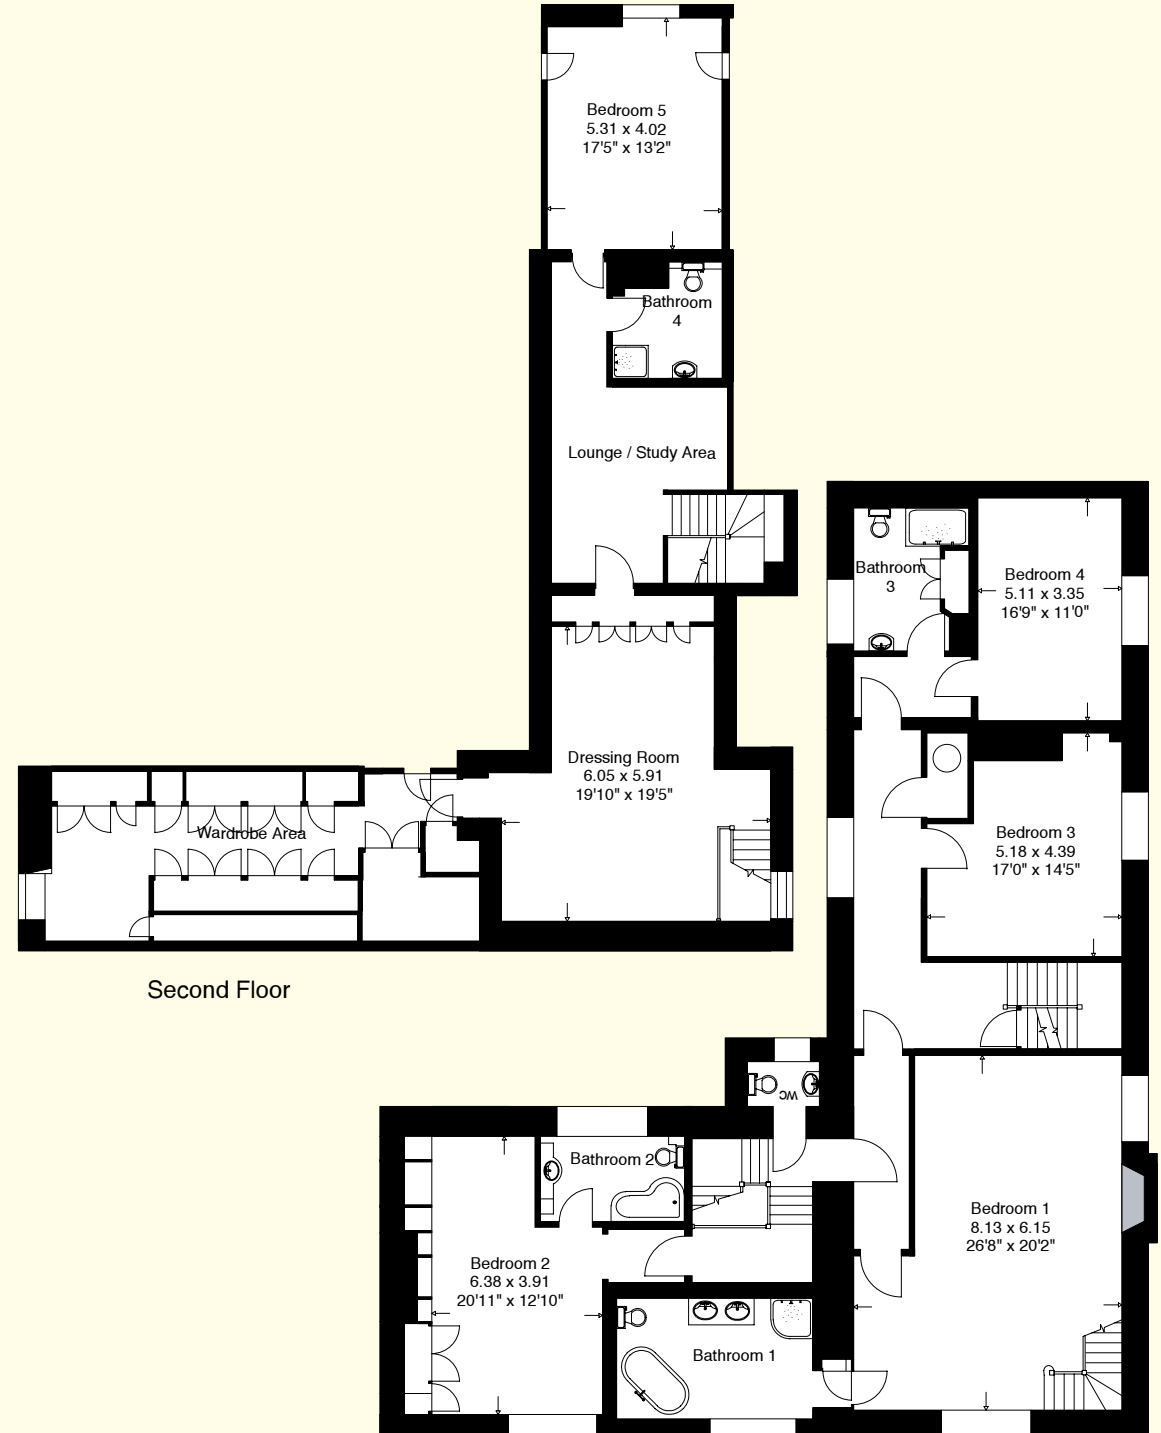 Bedroom 5
5.31 x 4.02
17'5" x 13'2"
Bathroom
4
Lounge / Study Area
Dressing Room
6.05 x 5.91
19'10" x 19'5"
Wardrobe Area
Second Floor
Bathroom
3
Bedroom 4
5.11 x 3.35
16'9" x 11'0"
Bedroom 3
5.18 x 4.39
17'0" x 14'5"
WC
Bathroom 2
Bedroom 1
8.13 x 6.15
26'8" x 20'2"
Bedroom 2
6.38 x 3.91
20'11" x 12'10"
Bathroom 1